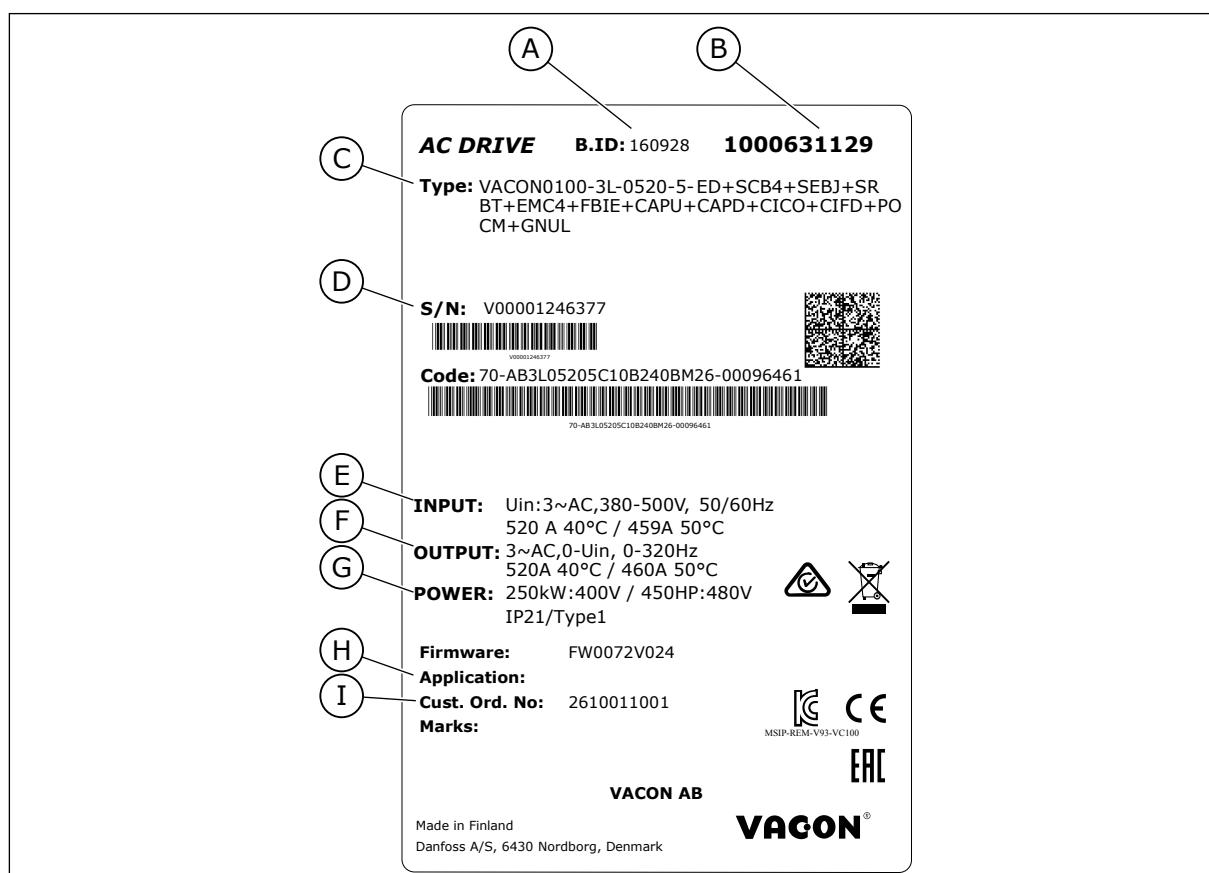 A B
AC DRIVE B.ID: 160928 1000631129
C
Type: VACON0100-3L-0520-5-ED+SCB4+SEBJ+SR
BT+EMC4+FBIE+CAPU+CAPD+CICO+CIFD+PO
CM+GNUL
D
S/N: V00001246377
V00001246377
Code: 70-AB3L05205C10B240BM26-00096461
70-AB3L05205C10B240BM26-00096461
E
INPUT: Uin:3~AC,380-500V, 50/60Hz
520 A 40°C / 459A 50°C
F
OUTPUT: 3~AC,0-Uin, 0-320Hz
520A 40°C / 460A 50°C
G
POWER: 250kW:400V / 450HP:480V
IP21/Type1
Firmware: FW0072V024
H
Application:
I
Cust. Ord. No: 2610011001
Marks:
CE
MSIP-REM-V93-VC100
EAC
VACON AB
Made in Finland
VACON®
Danfoss A/S, 6430 Nordborg, Denmark